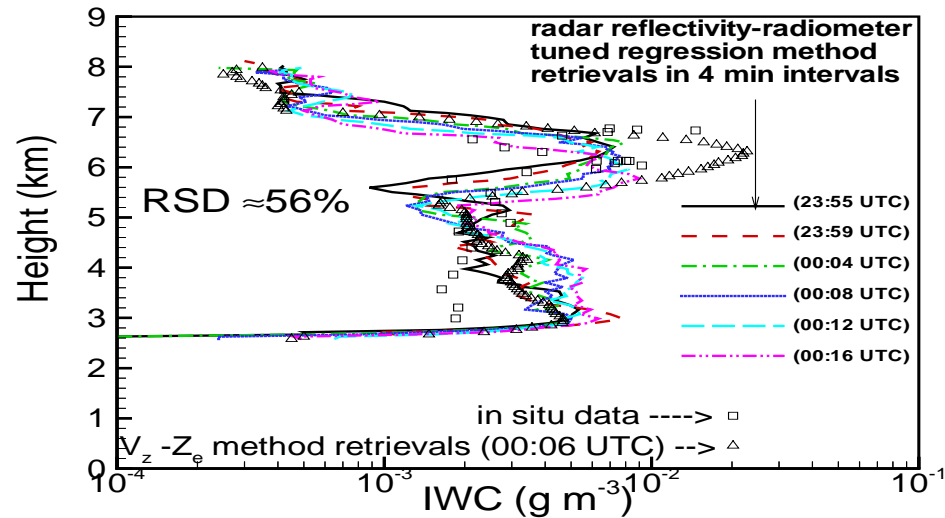 radar reflectivity-radiometer
tuned regression method
retrievals in 4 min intervals
RSD ≈56%
(23:55 UTC)
(23:59 UTC)
(00:04 UTC)
(00:08 UTC)
(00:12 UTC)
(00:16 UTC)
in situ data ---->
V_z -Z_e method retrievals (00:06 UTC) -->
Height (km)
9
8
7
6
5
4
3
2
1
0
10^-4
10^-3
10^-2
10^-1
IWC (g m^-3)